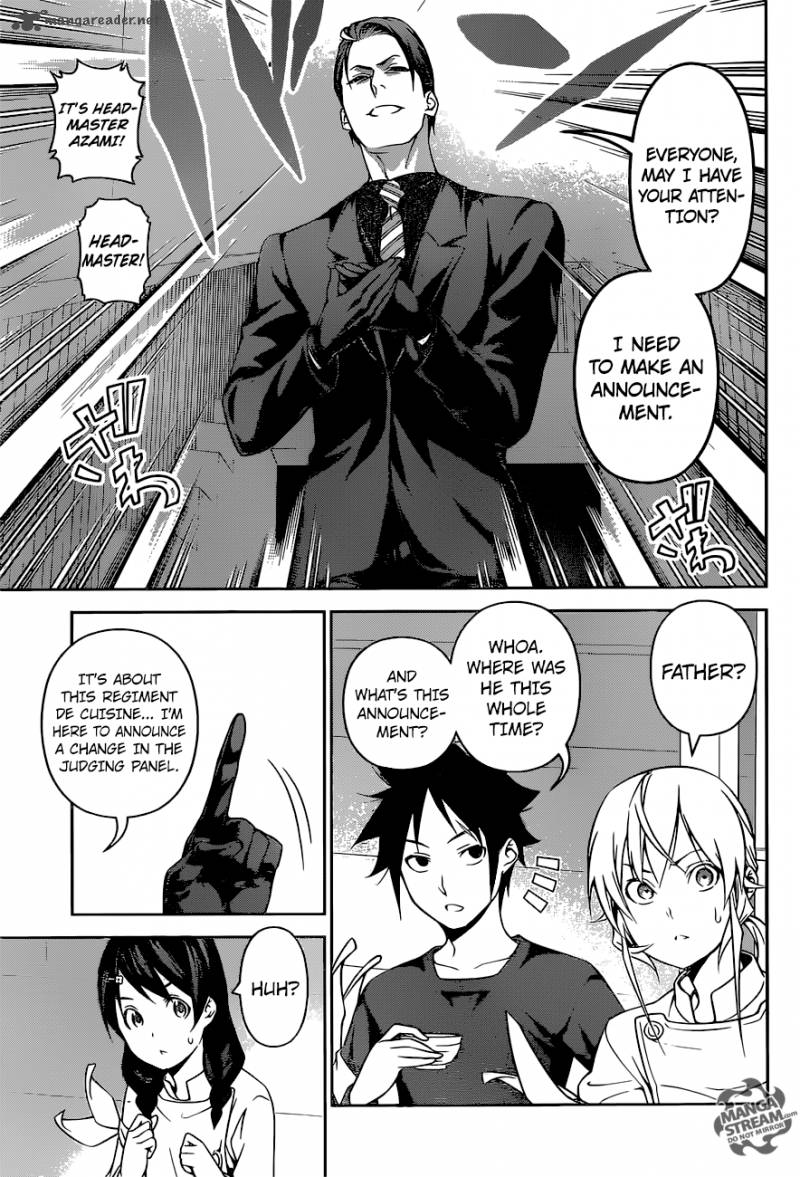 mangareader.net
EVERYONE,
MAY I HAVE
YOUR ATTEN-
TION?
I NEED
TO MAKE AN
ANNOUNCE-
MENT.
IT'S HEAD-
MASTER
AZAMI!
HEAD-
MASTER!
ざわ
ざわ
FATHER?
WHOA.
WHERE WAS
HE THIS
WHOLE
TIME?
AND
WHAT'S THIS
ANNOUNCE-
MENT?
IT'S ABOUT
THIS REGIMENT
DE CUISINE... I'M
HERE TO ANNOUNCE
A CHANGE IN THE
JUDGING PANEL.
HUH?
MANGA
STREAM.com
DO NOT MIRROR